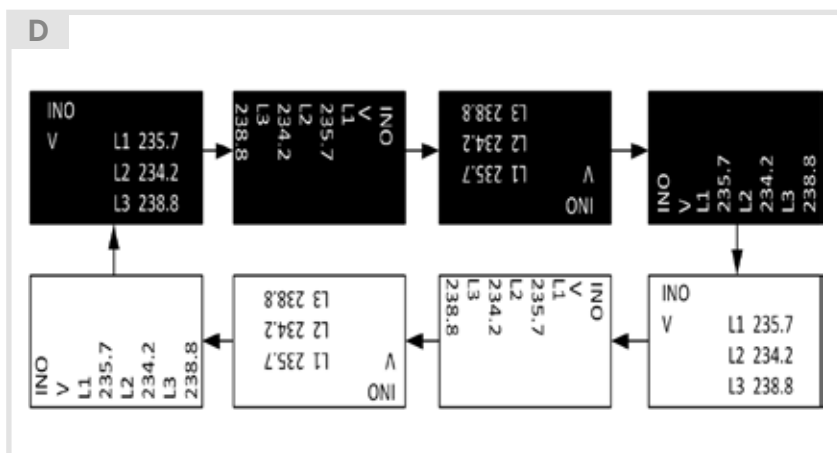 D
INO
V L1 235.7
L2 234.2
L3 238.8
INO
V
L1
235.7
L2
234.2
L3
238.8
INO
V L1 235.7
L2 234.2
L3 238.8
INO
V
L1
235.7
L2
234.2
L3
238.8
INO
V L1 235.7
L2 234.2
L3 238.8
INO
V
L1
235.7
L2
234.2
L3
238.8
INO
V L1 235.7
L2 234.2
L3 238.8
INO
V
L1
235.7
L2
234.2
L3
238.8